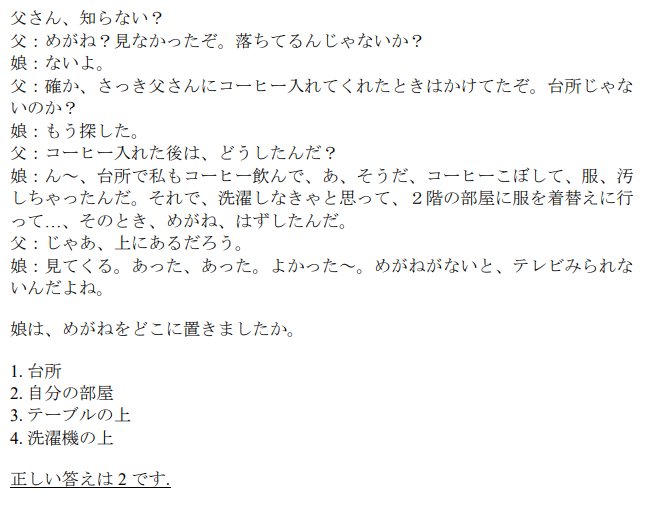 父さん、知らない？
父：めがね？見なかったぞ。落ちてるんじゃないか？
娘：ないよ。
父：確か、さっき父さんにコーヒー入れてくれたときはかけてたぞ。台所じゃな
いのか？
娘：もう探した。
父：コーヒー入れた後は、どうしたんだ？
娘：ん～、台所で私もコーヒー飲んで、あ、そうだ、コーヒーこぼして、服、汚
しちゃったんだ。それで、洗濯しなきゃと思って、２階の部屋に服を着替えに行
って…、そのとき、めがね、はずしたんだ。
父：じゃあ、上にあるだろう。
娘：見てくる。あった、あった。よかった～。めがねがないと、テレビみられな
いんだよね。
娘は、めがねをどこに置きましたか。
1. 台所
2. 自分の部屋
3. テーブルの上
4. 洗濯機の上
正しい答えは 2 です.